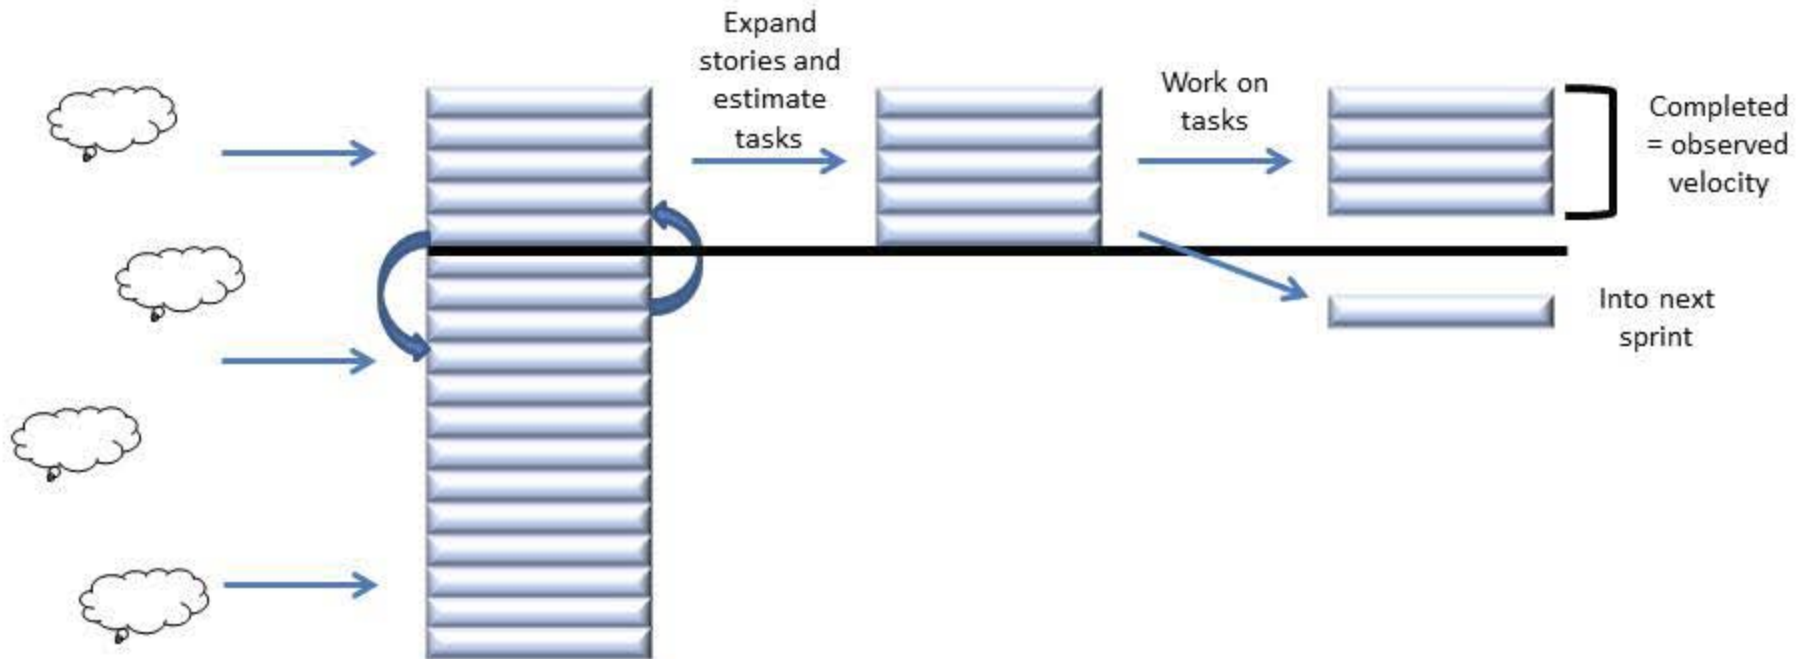 Expand
stories and
estimate
tasks
Work on
tasks
Completed
= observed
velocity
Into next
sprint